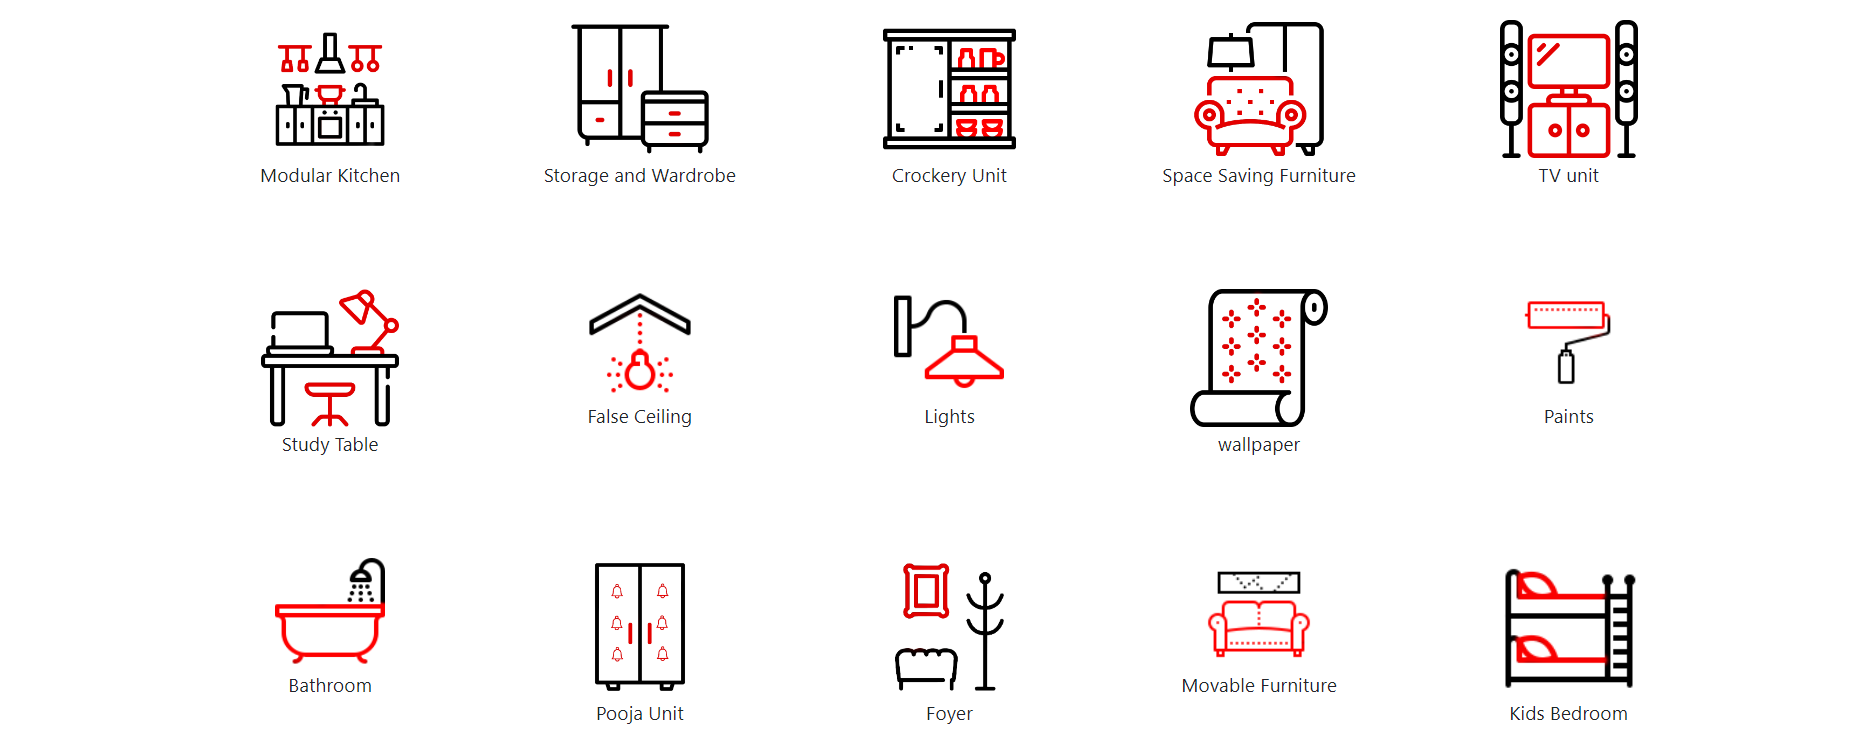 Modular Kitchen
Storage and Wardrobe
Crockery Unit
Space Saving Furniture
TV unit
Study Table
False Ceiling
Lights
wallpaper
Paints
Bathroom
Pooja Unit
Foyer
Movable Furniture
Kids Bedroom